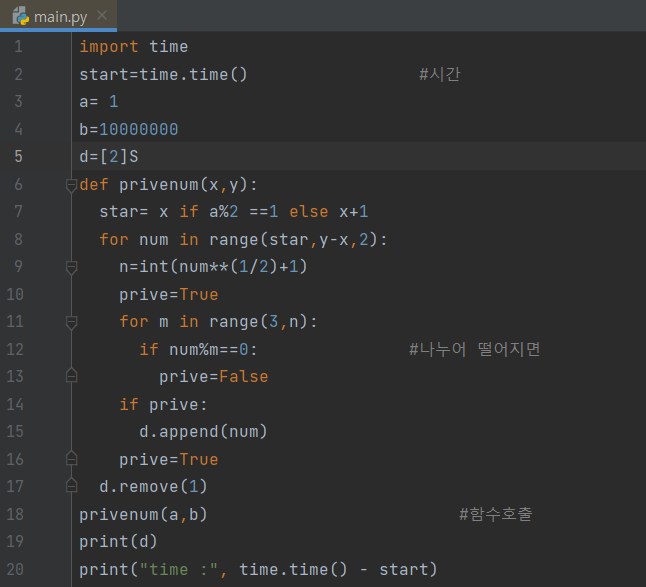 main.py
1 import time
2 start=time.time() #시간
3 a= 1
4 b=10000000
5 d=[2]S
6 def privenum(x,y):
7 star= x if a%2 ==1 else x+1
8 for num in range(star,y-x,2):
9 n=int(num**(1/2)+1)
10 prive=True
11 for m in range(3,n):
12 if num%m==0: #나누어 떨어지면
13 prive=False
14 if prive:
15 d.append(num)
16 prive=True
17 d.remove(1)
18 privenum(a,b) #함수호출
19 print(d)
20 print("time :", time.time() - start)